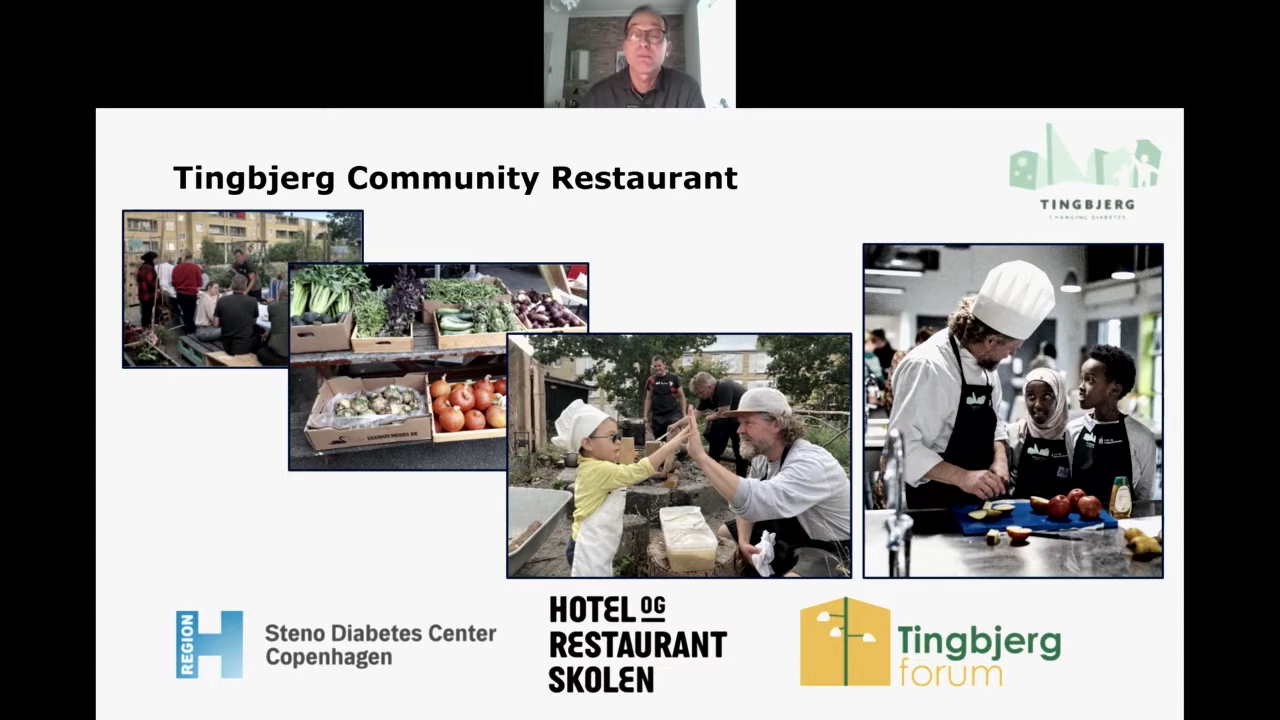 Tingbjerg Community Restaurant
TINGBJERG
CHANGING DIABETES
REGION
H
Steno Diabetes Center
Copenhagen
HOTEL OG
RESTAURANT
SKOLEN
Tingbjerg
forum